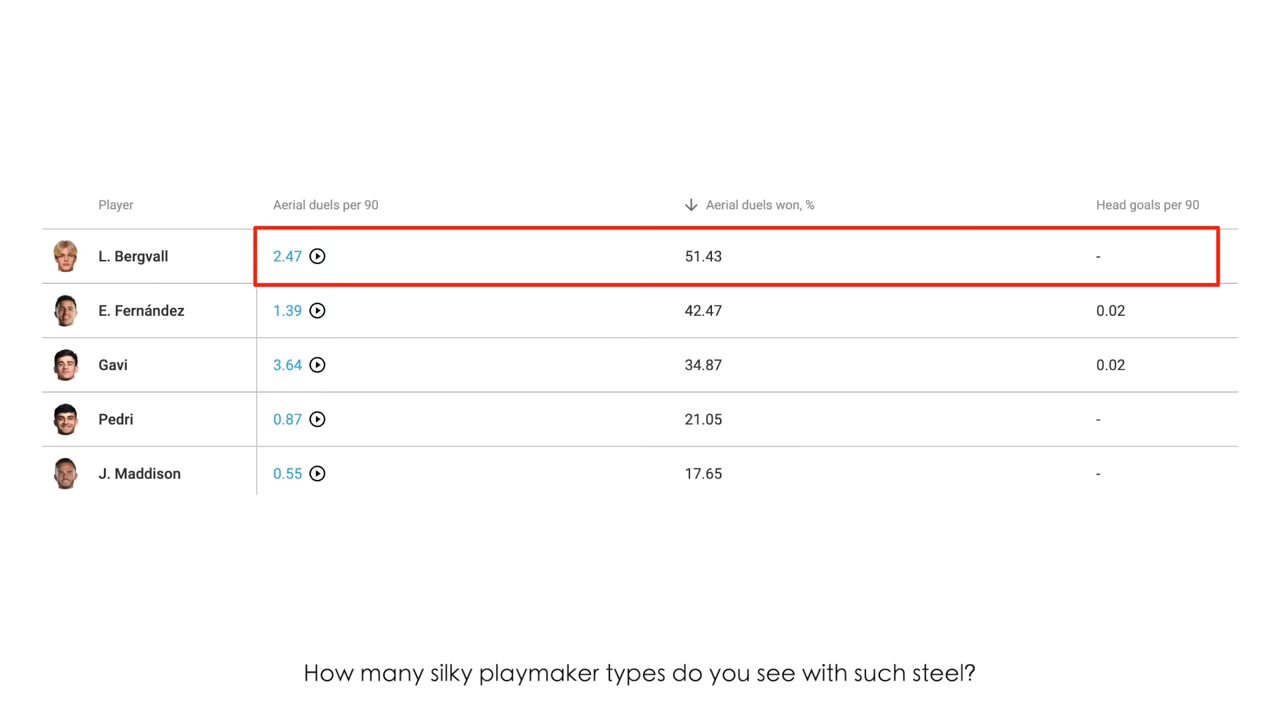 Player Aerial duels per 90 Aerial duels won, % Head goals per 90
L. Bergvall 2.47 51.43 -
E. Fernández 1.39 42.47 0.02
Gavi 3.64 34.87 0.02
Pedri 0.87 21.05 -
J. Maddison 0.55 17.65 -
How many silky playmaker types do you see with such steel?